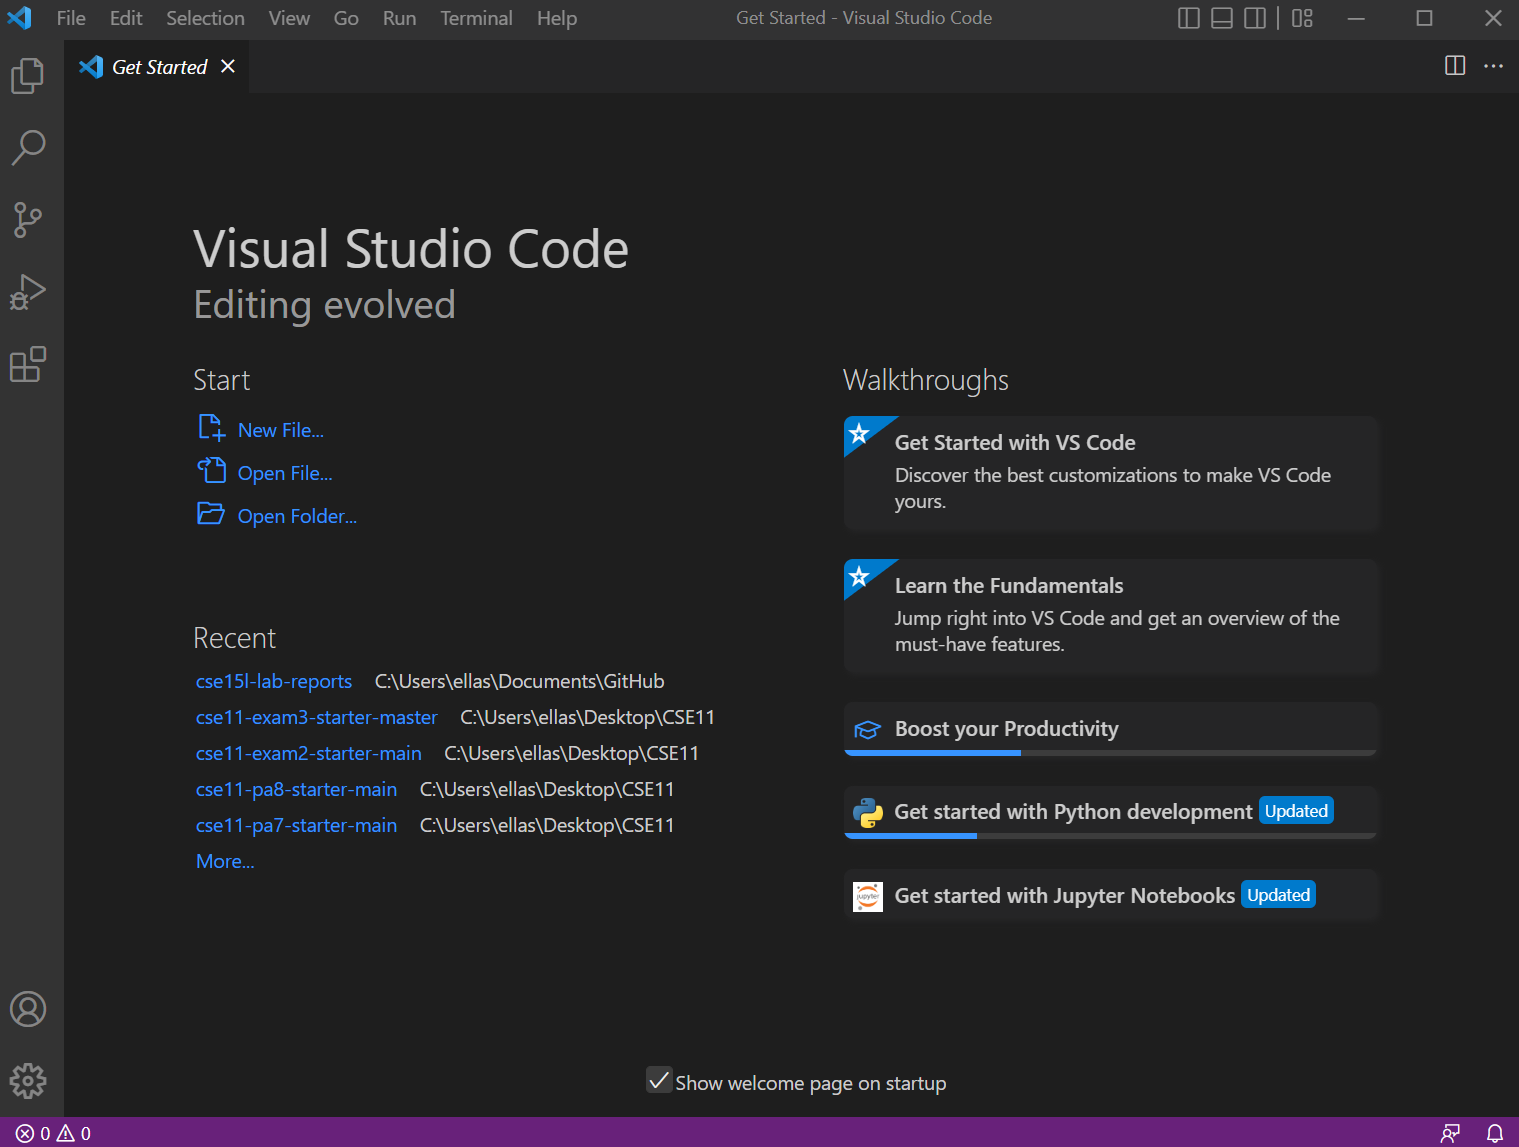 File Edit Selection View Go Run Terminal Help Get Started - Visual Studio Code
Get Started
Visual Studio Code
Editing evolved
Start
New File...
Open File...
Open Folder...
Recent
cse15l-lab-reports C:\Users\ellas\Documents\GitHub
cse11-exam3-starter-master C:\Users\ellas\Desktop\CSE11
cse11-exam2-starter-main C:\Users\ellas\Desktop\CSE11
cse11-pa8-starter-main C:\Users\ellas\Desktop\CSE11
cse11-pa7-starter-main C:\Users\ellas\Desktop\CSE11
More...
Walkthroughs
Get Started with VS Code
Discover the best customizations to make VS Code
yours.
Learn the Fundamentals
Jump right into VS Code and get an overview of the
must-have features.
Boost your Productivity
Get started with Python development Updated
jupyter
Get started with Jupyter Notebooks Updated
Show welcome page on startup
0 0